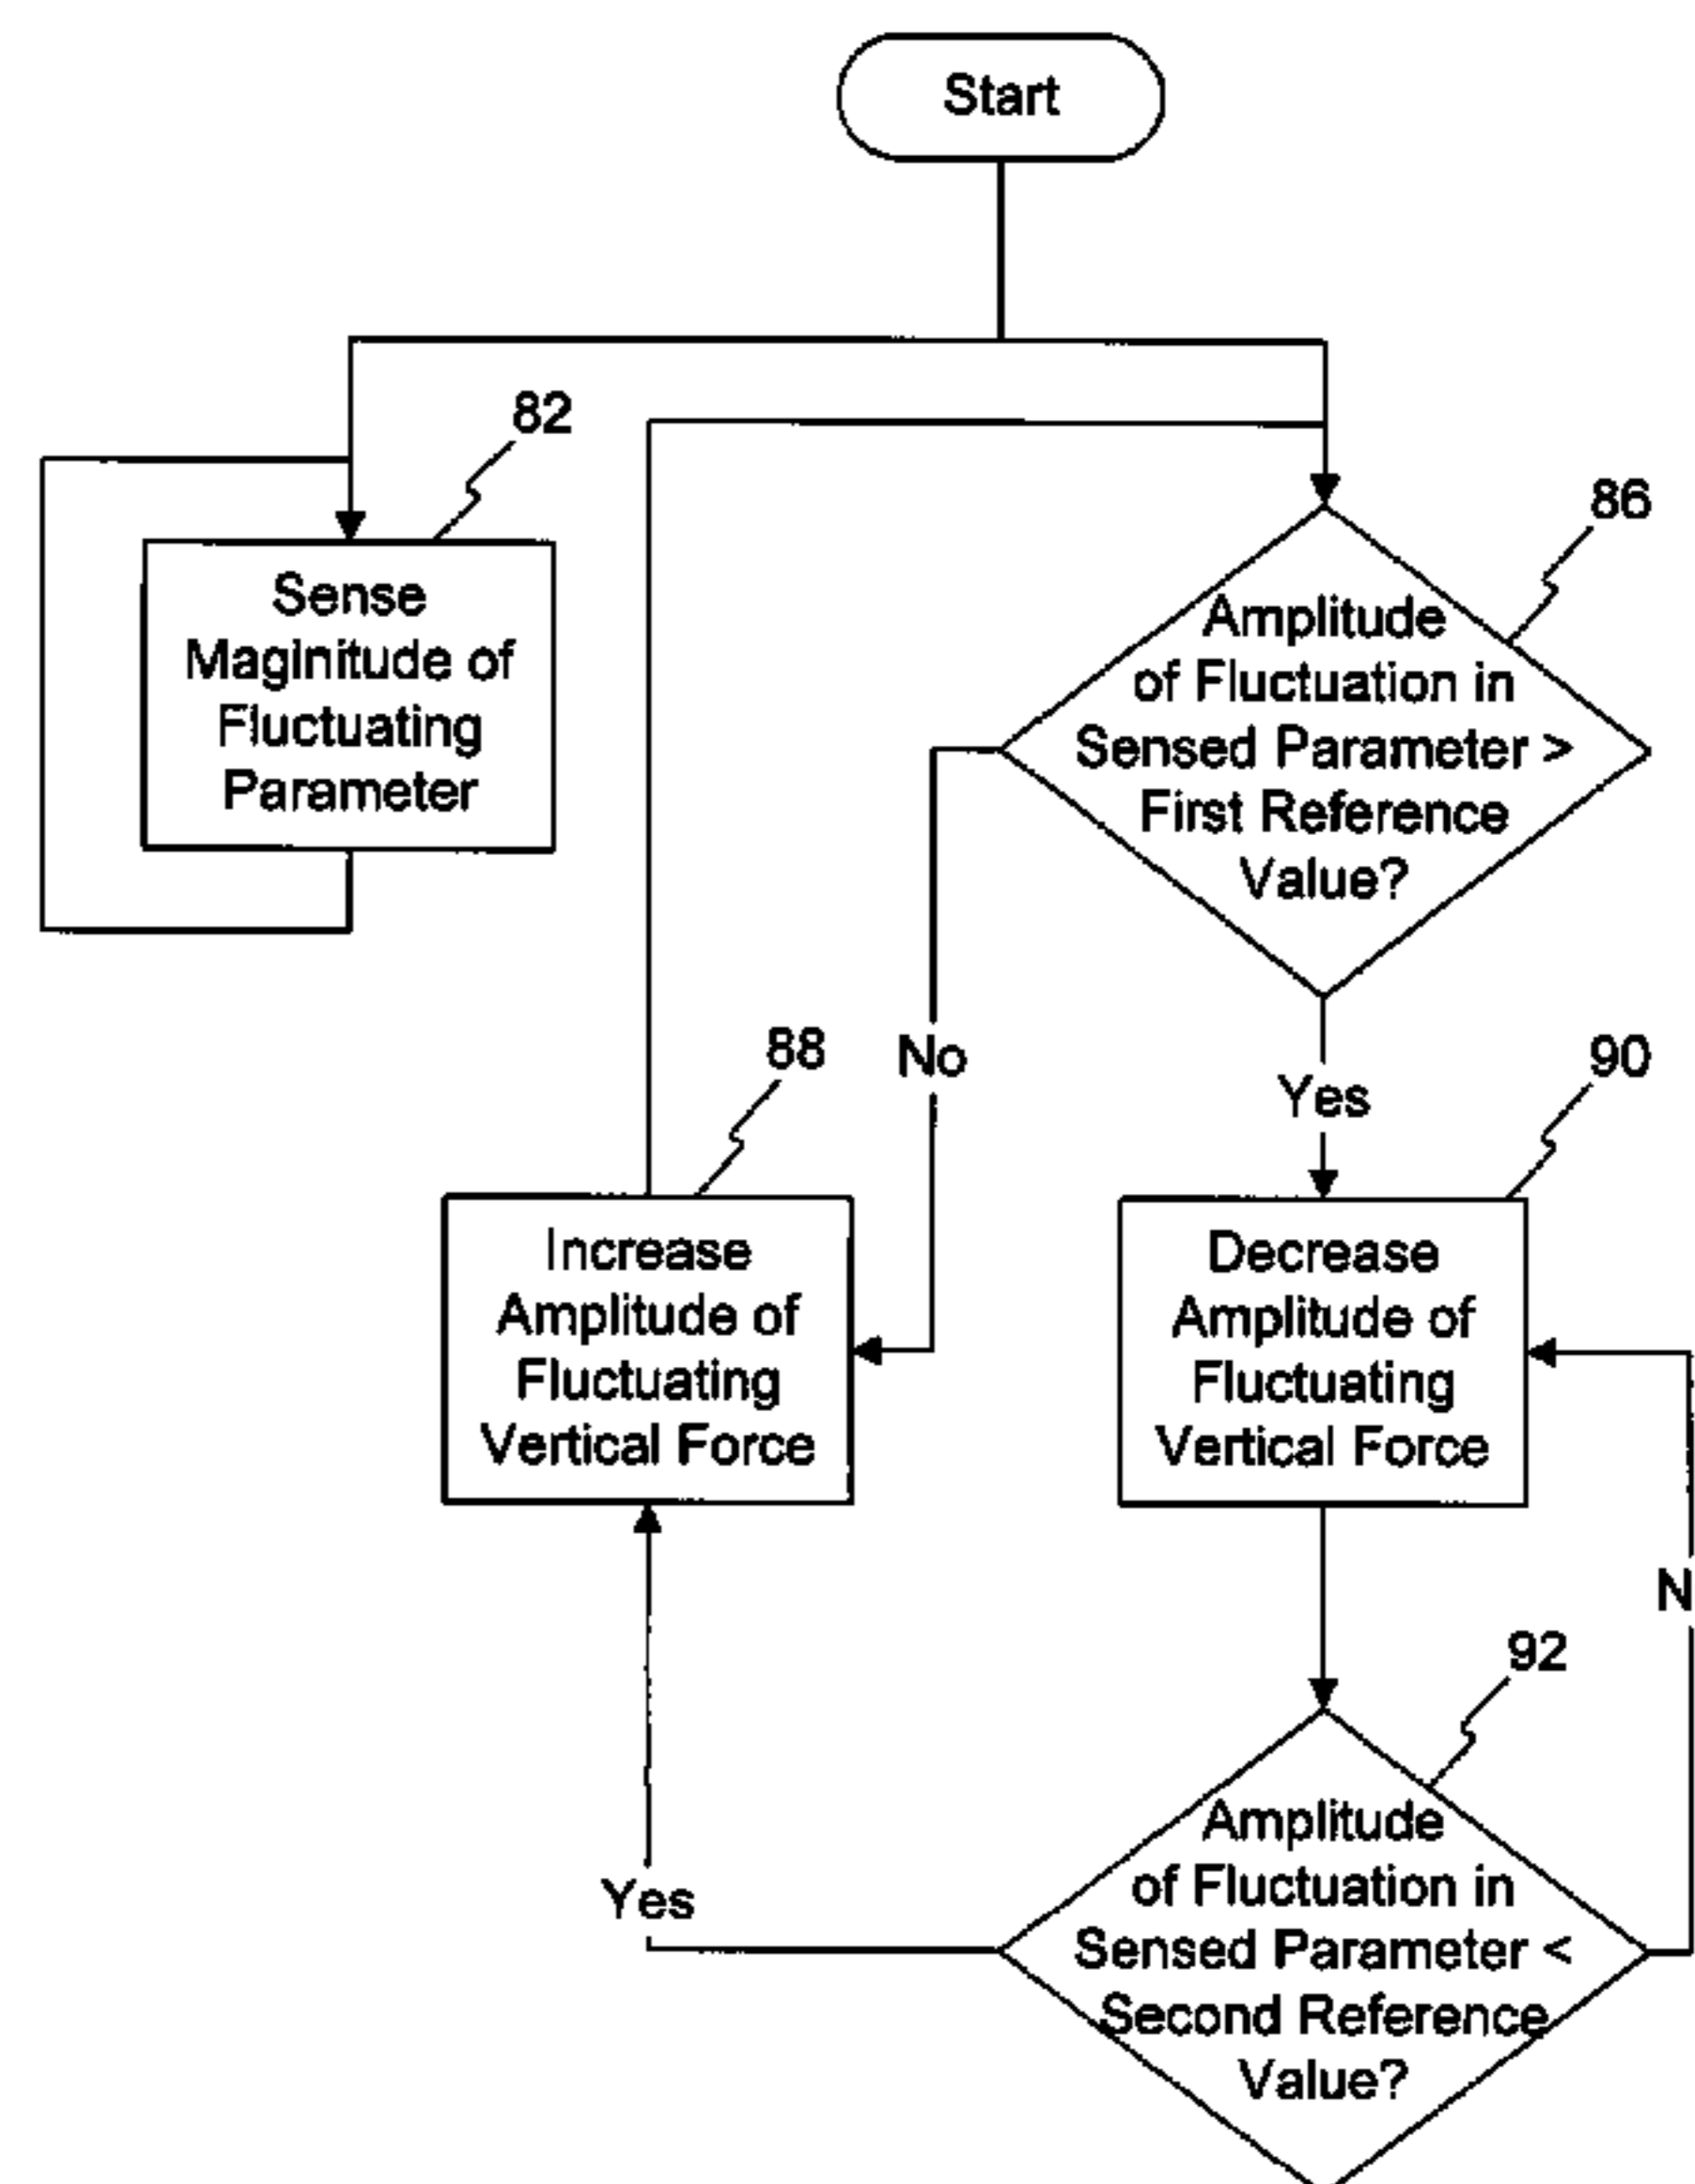 Start
82
Sense
Maginitude of
Fluctuating
Parameter
86
Amplitude
of Fluctuation in
Sensed Parameter >
First Reference
Value?
No
Yes
88
Increase
Amplitude of
Fluctuating
Vertical Force
90
Decrease
Amplitude of
Fluctuating
Vertical Force
N
92
Amplitude
of Fluctuation in
Sensed Parameter <
Second Reference
Value?
Yes